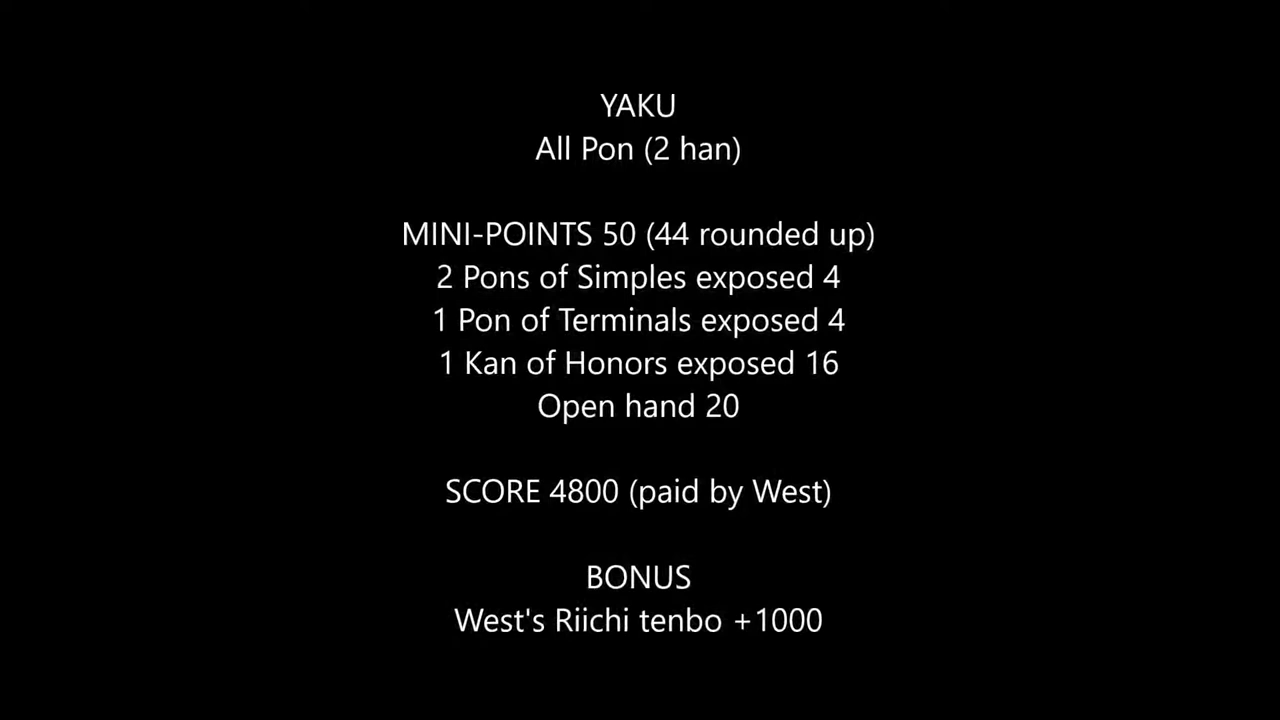 YAKU
All Pon (2 han)
MINI-POINTS 50 (44 rounded up)
2 Pons of Simples exposed 4
1 Pon of Terminals exposed 4
1 Kan of Honors exposed 16
Open hand 20
SCORE 4800 (paid by West)
BONUS
West's Riichi tenbo +1000